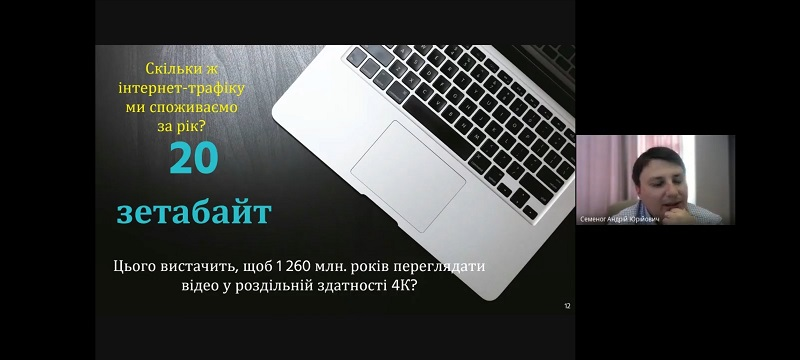 Скільки ж
інтернет-трафіку
ми споживаємо
за рік?
20
зетабайт
Цього вистачить, щоб 1 260 млн. років переглядати
відео у роздільній здатності 4К?
12
Семеног Андрій Юрійович